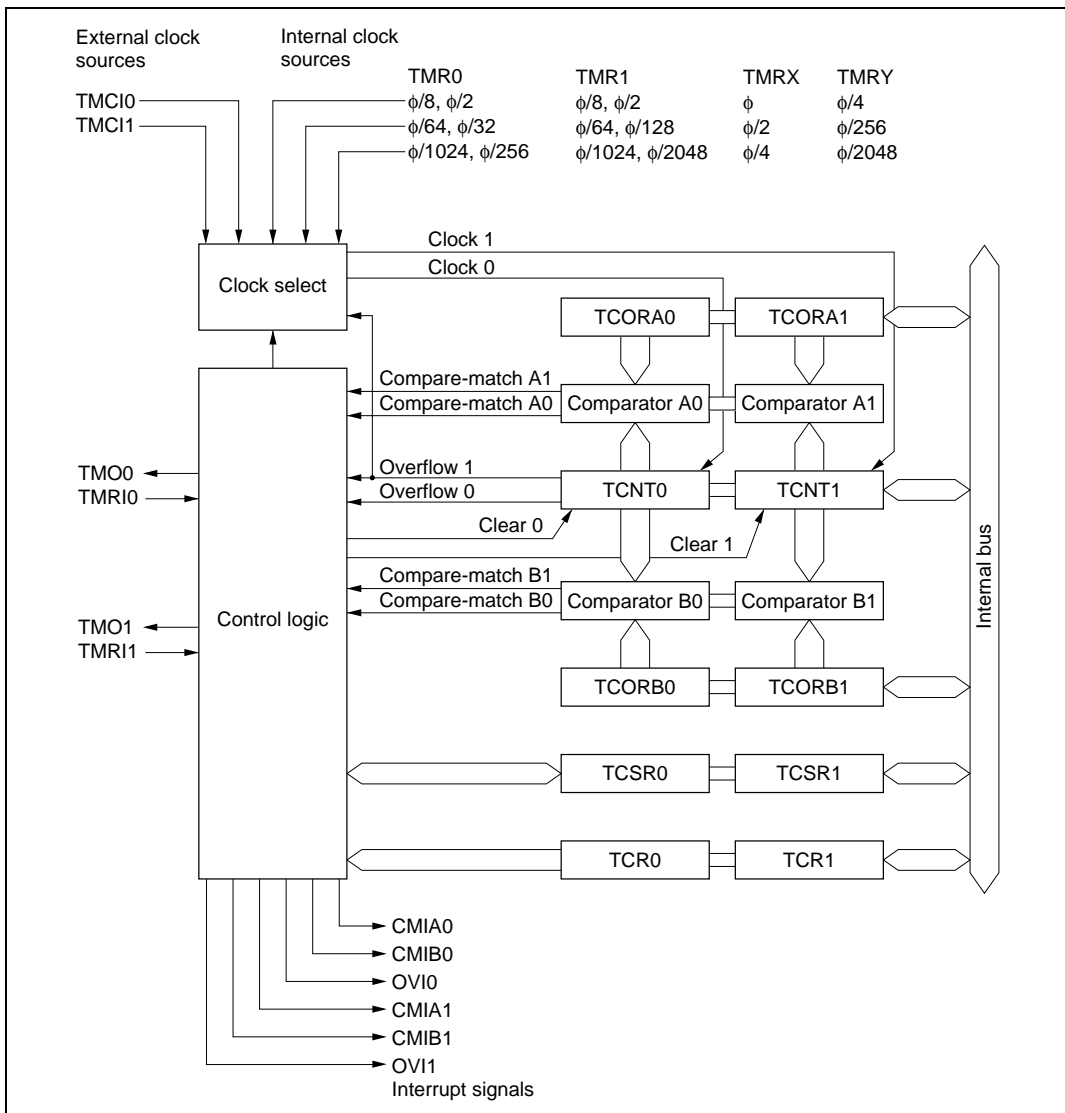 External clock
sources
Internal clock
sources
TMR0 TMR1 TMRX TMRY
TMCI0 ϕ/8, ϕ/2 ϕ/8, ϕ/2 ϕ ϕ/4
TMCI1 ϕ/64, ϕ/32 ϕ/64, ϕ/128 ϕ/2 ϕ/256
ϕ/1024, ϕ/256 ϕ/1024, ϕ/2048 ϕ/4 ϕ/2048
Clock 1
Clock 0
Clock select
TCORA0 TCORA1
Compare-match A1
Compare-match A0
Comparator A0 Comparator A1
TMO0
TMRI0
Overflow 1
Overflow 0
TCNT0 TCNT1
Clear 0
Clear 1
Compare-match B1
Compare-match B0
Comparator B0 Comparator B1
Control logic
TMO1
TMRI1
Internal bus
TCORB0 TCORB1
TCSR0 TCSR1
TCR0 TCR1
CMIA0
CMIB0
OVI0
CMIA1
CMIB1
OVI1
Interrupt signals